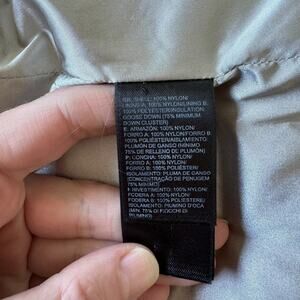 GB. SHELL: 100% NYLON/
LINING A: 100% NYLON/LINING B:
100% POLYESTER/INSULATION:
GOOSE DOWN (75% MINIMUM
DOWN CLUSTER)
E. ARMAZÓN: 100% NYLON/
FORRO A: 100% NYLON/FORRO B:
100% POLIÉSTER/AISLAMIENTO:
PLUMÓN DE GANSO (MÍNIMO
75% DE RELLENO DE PLUMÓN)
P. CONCHA: 100% NYLON/
FORRO A: 100% NYLON/
FORRO B: 100% POLIÉSTER/
ISOLAMENTO: PLUMA DE GANSO
(CONCENTRAÇÃO DE PENUGEM
75% MÍNIMO)
I. RIVESTIMENTO: 100% NYLON/
FODERA A: 100% NYLON/
FODERA B: 100% POLIESTERE/
ISOLAMENTO: PIUMINO D'OCA
(MIN. 75% DI FIOCCHI DI
PIUMINO)